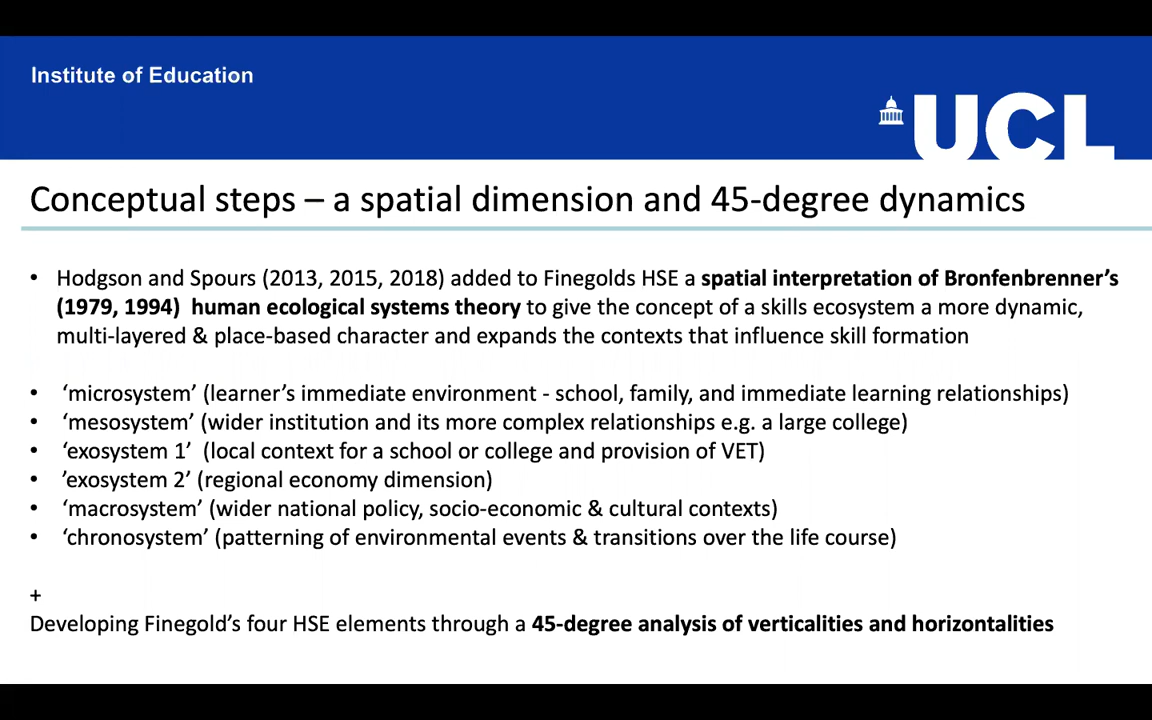 Institute of Education
UCL
Conceptual steps – a spatial dimension and 45-degree dynamics
• Hodgson and Spours (2013, 2015, 2018) added to Finegolds HSE a spatial interpretation of Bronfenbrenner’s
(1979, 1994) human ecological systems theory to give the concept of a skills ecosystem a more dynamic,
multi-layered & place-based character and expands the contexts that influence skill formation
• ‘microsystem’ (learner’s immediate environment - school, family, and immediate learning relationships)
• ‘mesosystem’ (wider institution and its more complex relationships e.g. a large college)
• ‘exosystem 1’ (local context for a school or college and provision of VET)
• ’exosystem 2’ (regional economy dimension)
• ‘macrosystem’ (wider national policy, socio-economic & cultural contexts)
• ‘chronosystem’ (patterning of environmental events & transitions over the life course)
+
Developing Finegold’s four HSE elements through a 45-degree analysis of verticalities and horizontalities